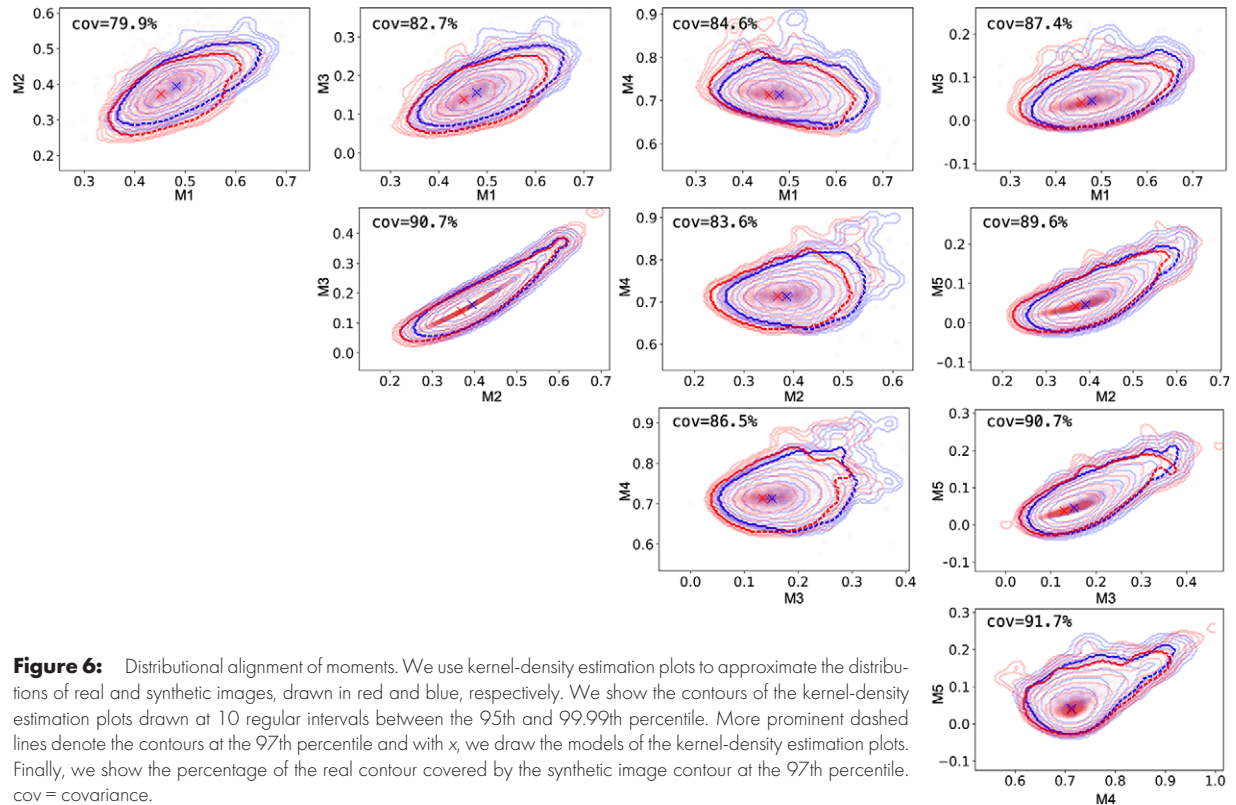 cov=79.9%
0.6
0.5
0.4
0.3
0.2
M2
0.3 0.4 0.5 0.6 0.7
M1
cov=82.7%
0.3
0.2
0.1
0.0
M3
0.3 0.4 0.5 0.6 0.7
M1
cov=84.6%
0.9
0.8
0.7
0.6
M4
0.3 0.4 0.5 0.6 0.7
M1
cov=87.4%
0.2
0.1
0.0
-0.1
M5
0.3 0.4 0.5 0.6 0.7
M1
cov=90.7%
0.4
0.3
0.2
0.1
0.0
M3
0.2 0.3 0.4 0.5 0.6 0.7
M2
cov=83.6%
0.9
0.8
0.7
0.6
M4
0.2 0.3 0.4 0.5 0.6
M2
cov=89.6%
0.2
0.1
0.0
−0.1
M5
0.2 0.3 0.4 0.5 0.6 0.7
M2
cov=86.5%
0.9
0.8
0.7
0.6
M4
0.0 0.1 0.2 0.3 0.4
M3
cov=90.7%
0.3
0.2
0.1
0.0
-0.1
M5
0.0 0.1 0.2 0.3 0.4
M3
cov=91.7%
0.3
0.2
0.1
0.0
-0.1
M5
0.6 0.7 0.8 0.9 1.0
M4
Figure 6: Distributional alignment of moments. We use kernel-density estimation plots to approximate the distribu-
tions of real and synthetic images, drawn in red and blue, respectively. We show the contours of the kernel-density
estimation plots drawn at 10 regular intervals between the 95th and 99.99th percentile. More prominent dashed
lines denote the contours at the 97th percentile and with x, we draw the models of the kernel-density estimation plots.
Finally, we show the percentage of the real contour covered by the synthetic image contour at the 97th percentile.
cov = covariance.